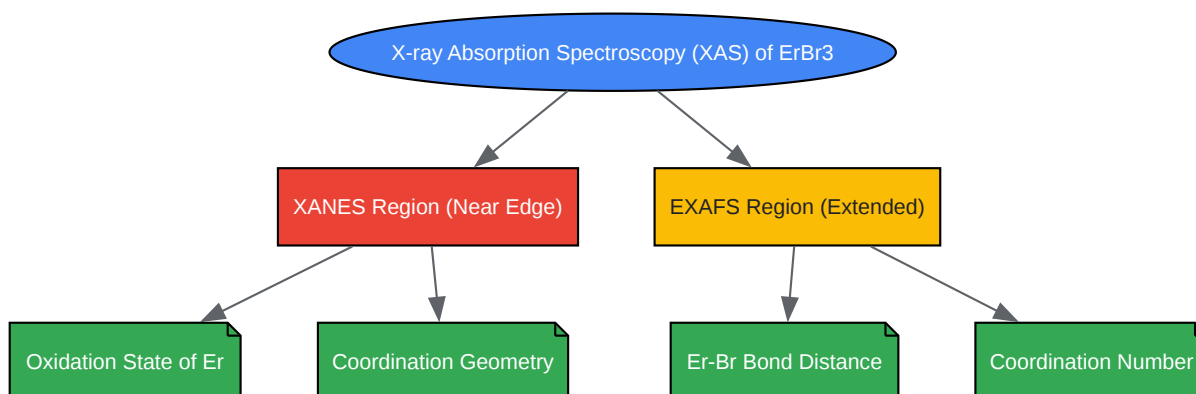 X-ray Absorption Spectroscopy (XAS) of ErBr3
XANES Region (Near Edge)
EXAFS Region (Extended)
Oxidation State of Er
Coordination Geometry
Er-Br Bond Distance
Coordination Number